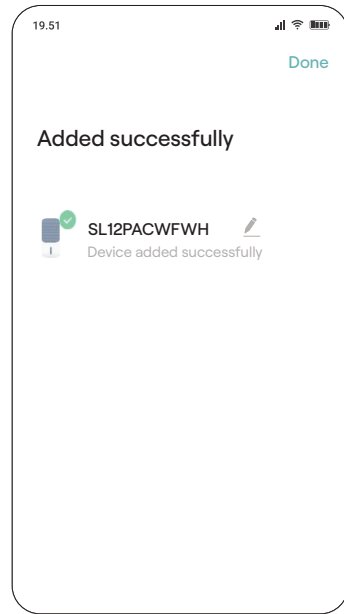 19.51
Done
Added successfully
SL12PACWFWH
Device added successfully